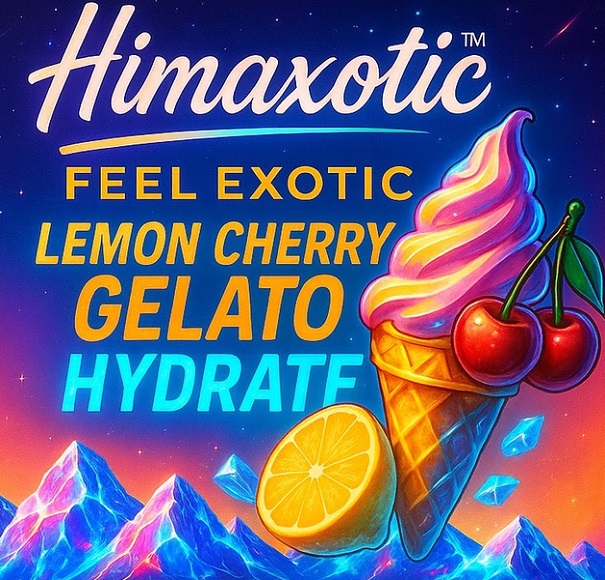 Himaxotic™
FEEL EXOTIC
LEMON CHERRY
GELATO
HYDRATE